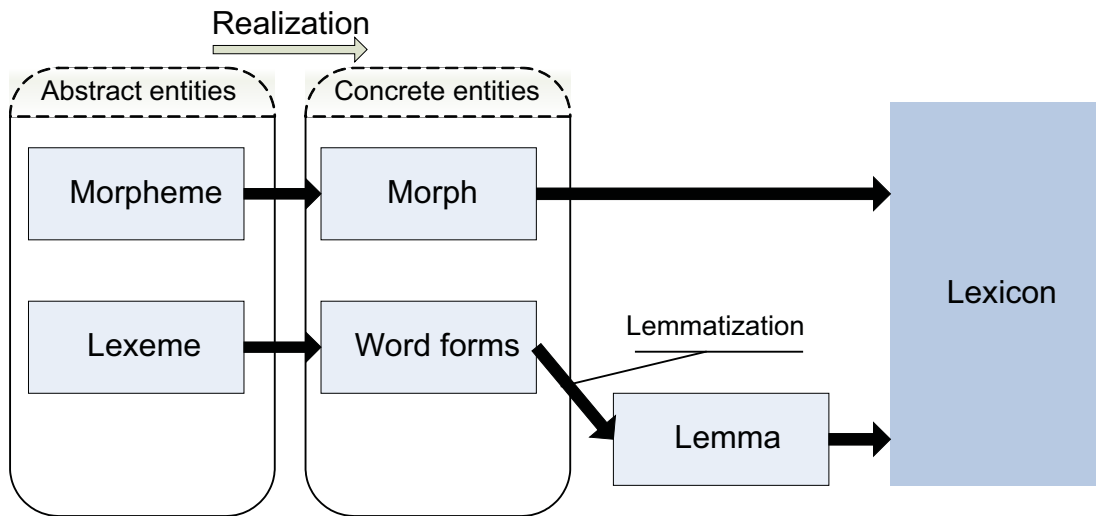 Realization
Abstract entities
Concrete entities
Morpheme
Morph
Lexicon
Lexeme
Word forms
Lemmatization
Lemma